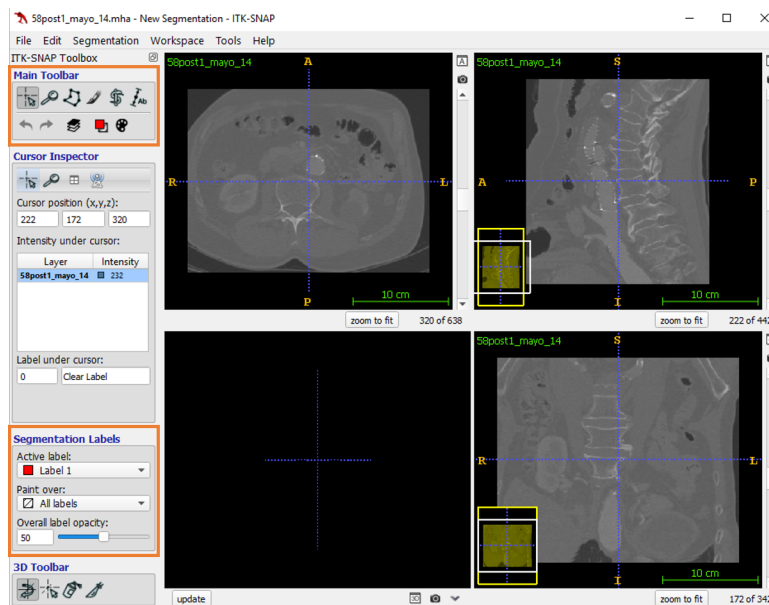 58post1_mayo_14.mha - New Segmentation - ITK-SNAP
File Edit Segmentation Workspace Tools Help
ITK-SNAP Toolbox
Main Toolbar
Cursor Inspector
Cursor position (x,y,z):
222 172 320
Intensity under cursor:
Layer Intensity
58post1_mayo_14 232
Label under cursor:
0 Clear Label
Segmentation Labels
Active label:
Label 1
Paint over:
All labels
Overall label opacity:
50
3D Toolbar
58post1_mayo_14
A
A
R
L
P
10 cm
zoom to fit 320 of 638
58post1_mayo_14
S
A
P
I
10 cm
zoom to fit 222 of 442
update
3D
58post1_mayo_14
S
R
L
I
10 cm
zoom to fit 172 of 342